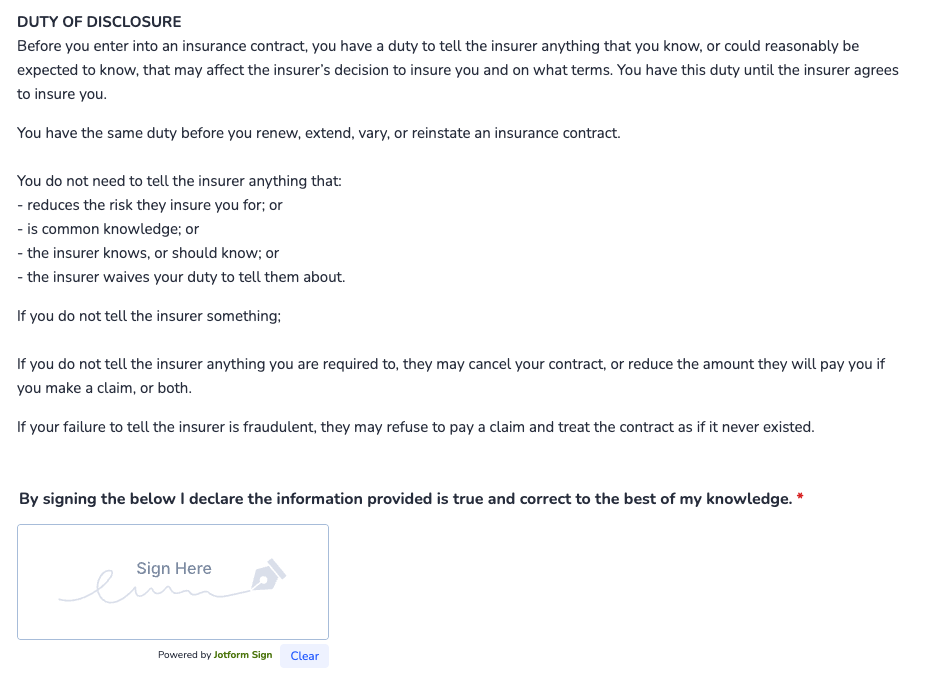 DUTY OF DISCLOSURE
Before you enter into an insurance contract, you have a duty to tell the insurer anything that you know, or could reasonably be
expected to know, that may affect the insurer's decision to insure you and on what terms. You have this duty until the insurer agrees
to insure you.
You have the same duty before you renew, extend, vary, or reinstate an insurance contract.
You do not need to tell the insurer anything that:
- reduces the risk they insure you for; or
- is common knowledge; or
- the insurer knows, or should know; or
- the insurer waives your duty to tell them about.
If you do not tell the insurer something;
If you do not tell the insurer anything you are required to, they may cancel your contract, or reduce the amount they will pay you if
you make a claim, or both.
If your failure to tell the insurer is fraudulent, they may refuse to pay a claim and treat the contract as if it never existed.
By signing the below I declare the information provided is true and correct to the best of my knowledge. *
Sign Here
Powered by Jotform Sign Clear